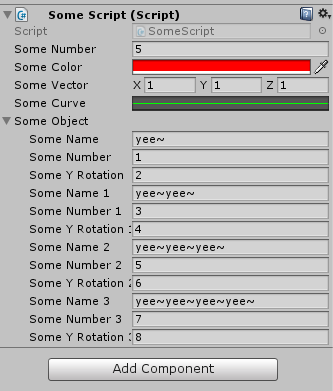 Some Script (Script)
Script SomeScript
Some Number 5
Some Color
Some Vector X 1 Y 1 Z 1
Some Curve
Some Object
Some Name yee~
Some Number 1
Some Y Rotation 2
Some Name 1 yee~yee~
Some Number 1 3
Some Y Rotation 1 4
Some Name 2 yee~yee~yee~
Some Number 2 5
Some Y Rotation 2 6
Some Name 3 yee~yee~yee~yee~
Some Number 3 7
Some Y Rotation 3 8
Add Component